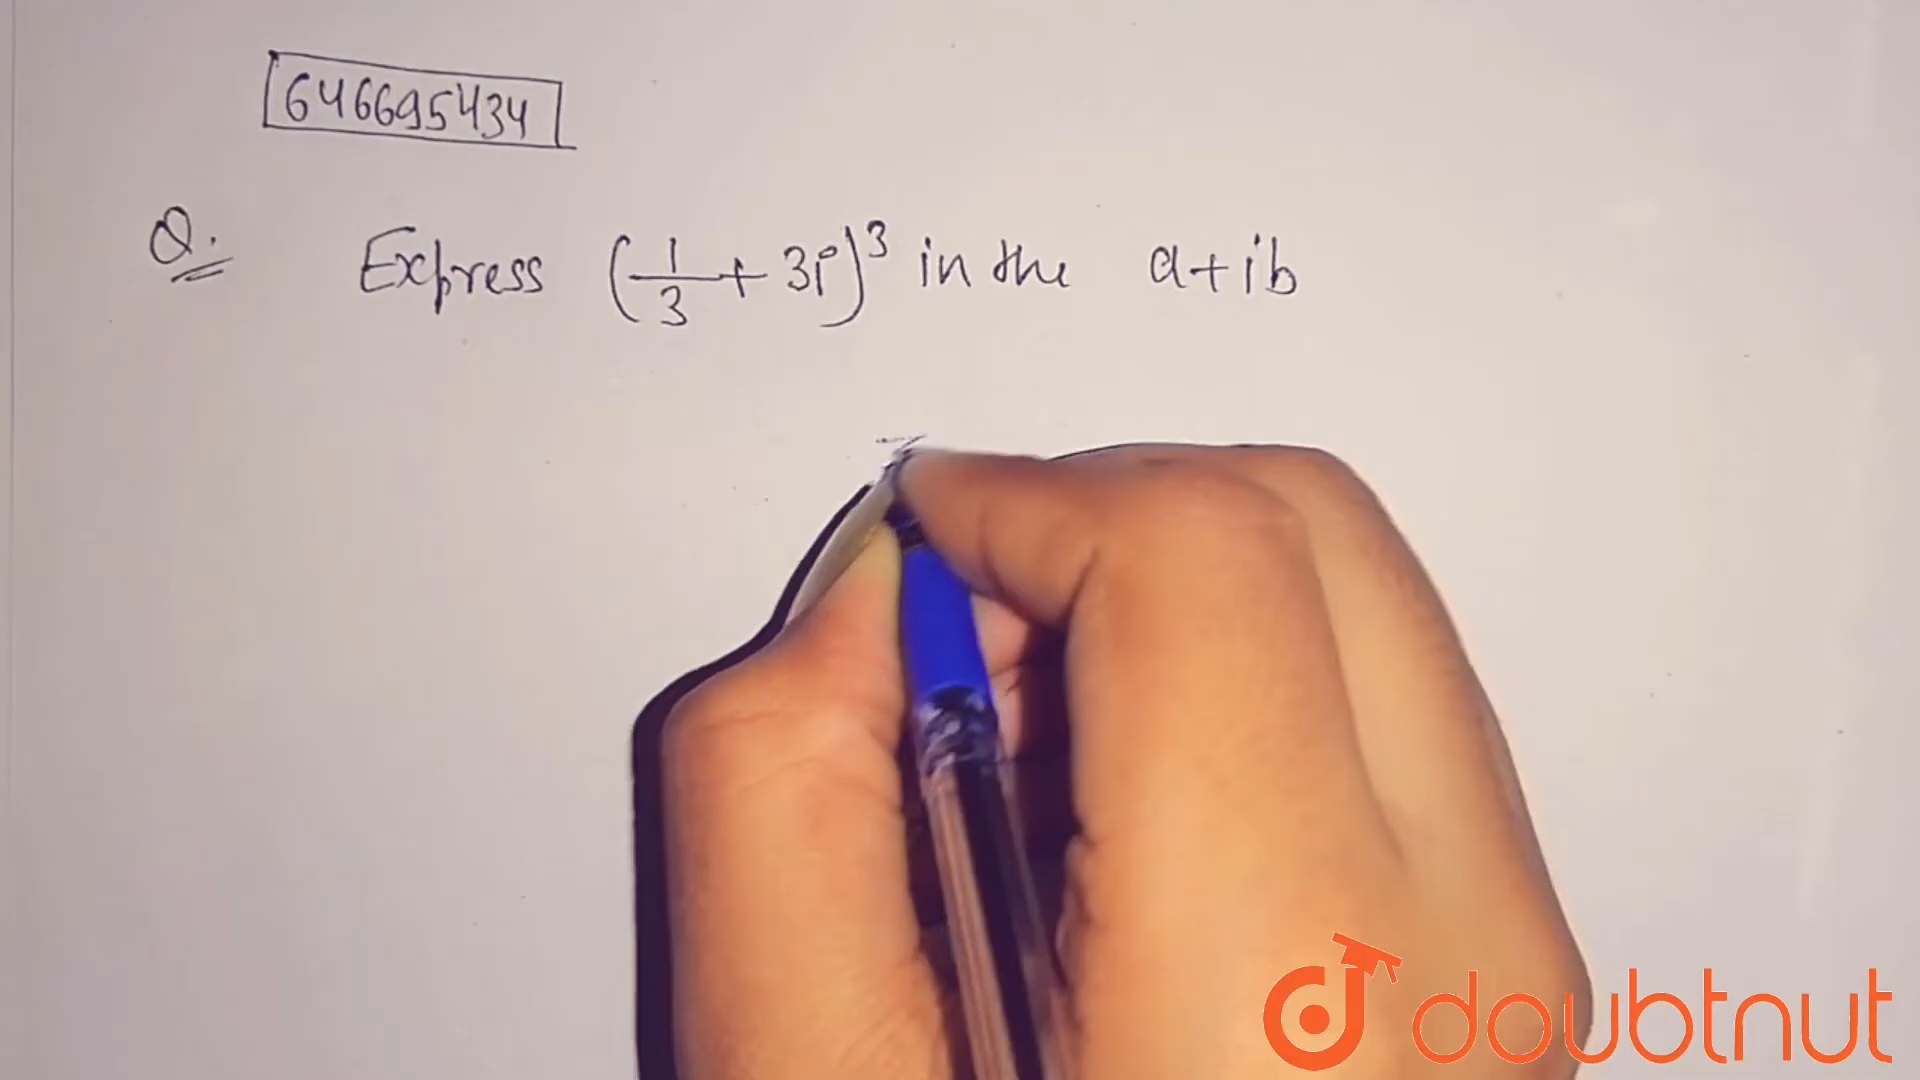 646695434
Q. Express (1/3 + 3i)³ in the a+ib
doubtnut